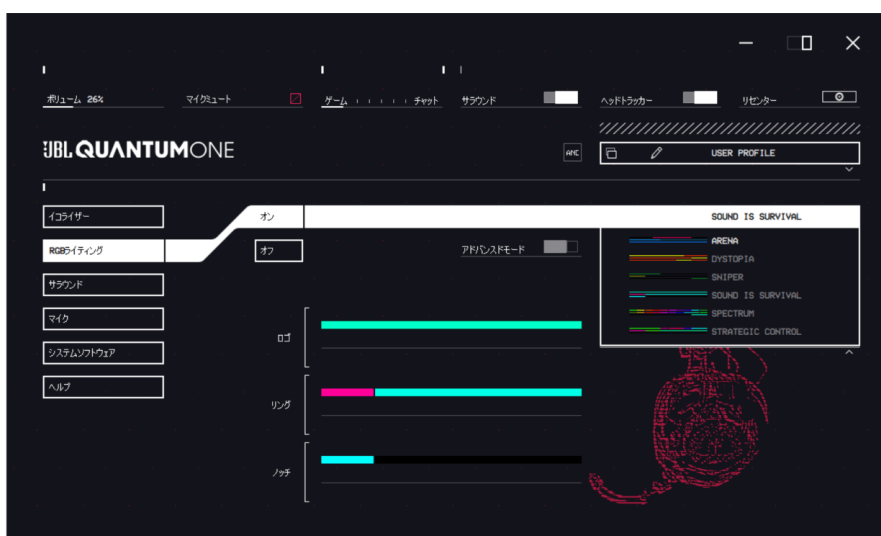 ボリューム 26%
マイクミュート
ゲーム
チャット
サラウンド
ヘッドトラッカー
リセンター
JBL QUANTUMONE
ANC
USER PROFILE
イコライザー
オン
SOUND IS SURVIVAL
RGBライティング
オフ
アドバンスドモード
ARENA
DYSTOPIA
サラウンド
SNIPER
SOUND IS SURVIVAL
マイク
SPECTRUM
ロゴ
STRATEGIC CONTROL
システムソフトウェア
ヘルプ
リング
ノッチ